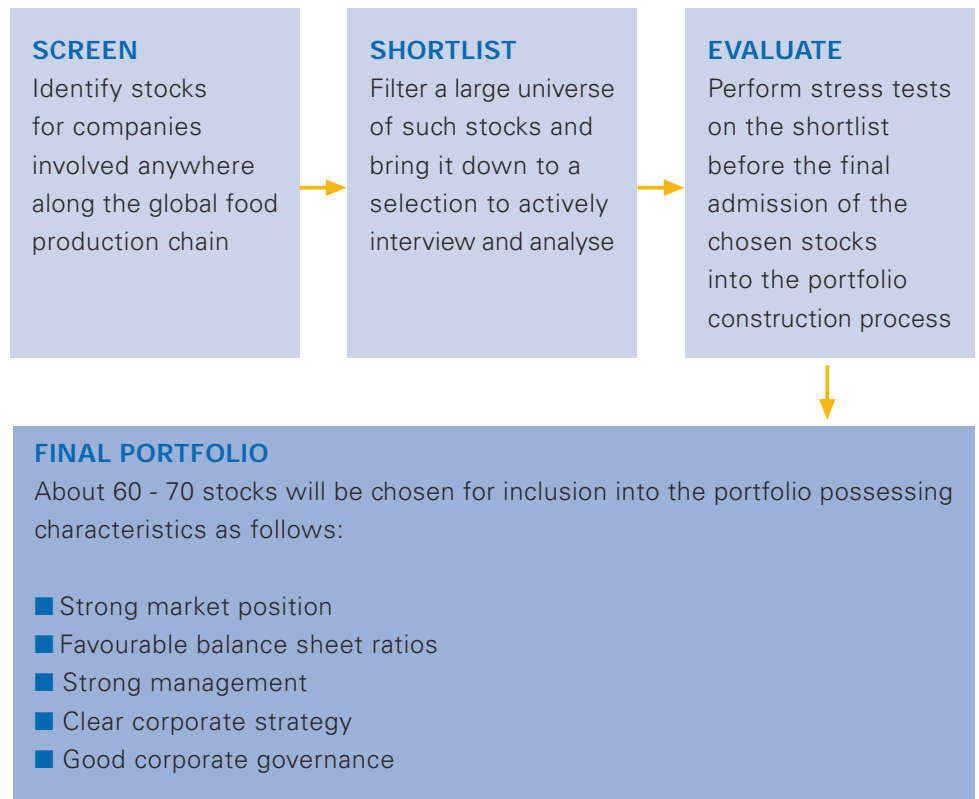 SCREEN
Identify stocks
for companies
involved anywhere
along the global food
production chain
SHORTLIST
Filter a large universe
of such stocks and
bring it down to a
selection to actively
interview and analyse
EVALUATE
Perform stress tests
on the shortlist
before the final
admission of the
chosen stocks
into the portfolio
construction process
FINAL PORTFOLIO
About 60 - 70 stocks will be chosen for inclusion into the portfolio possessing
characteristics as follows:
■ Strong market position
■ Favourable balance sheet ratios
■ Strong management
■ Clear corporate strategy
■ Good corporate governance